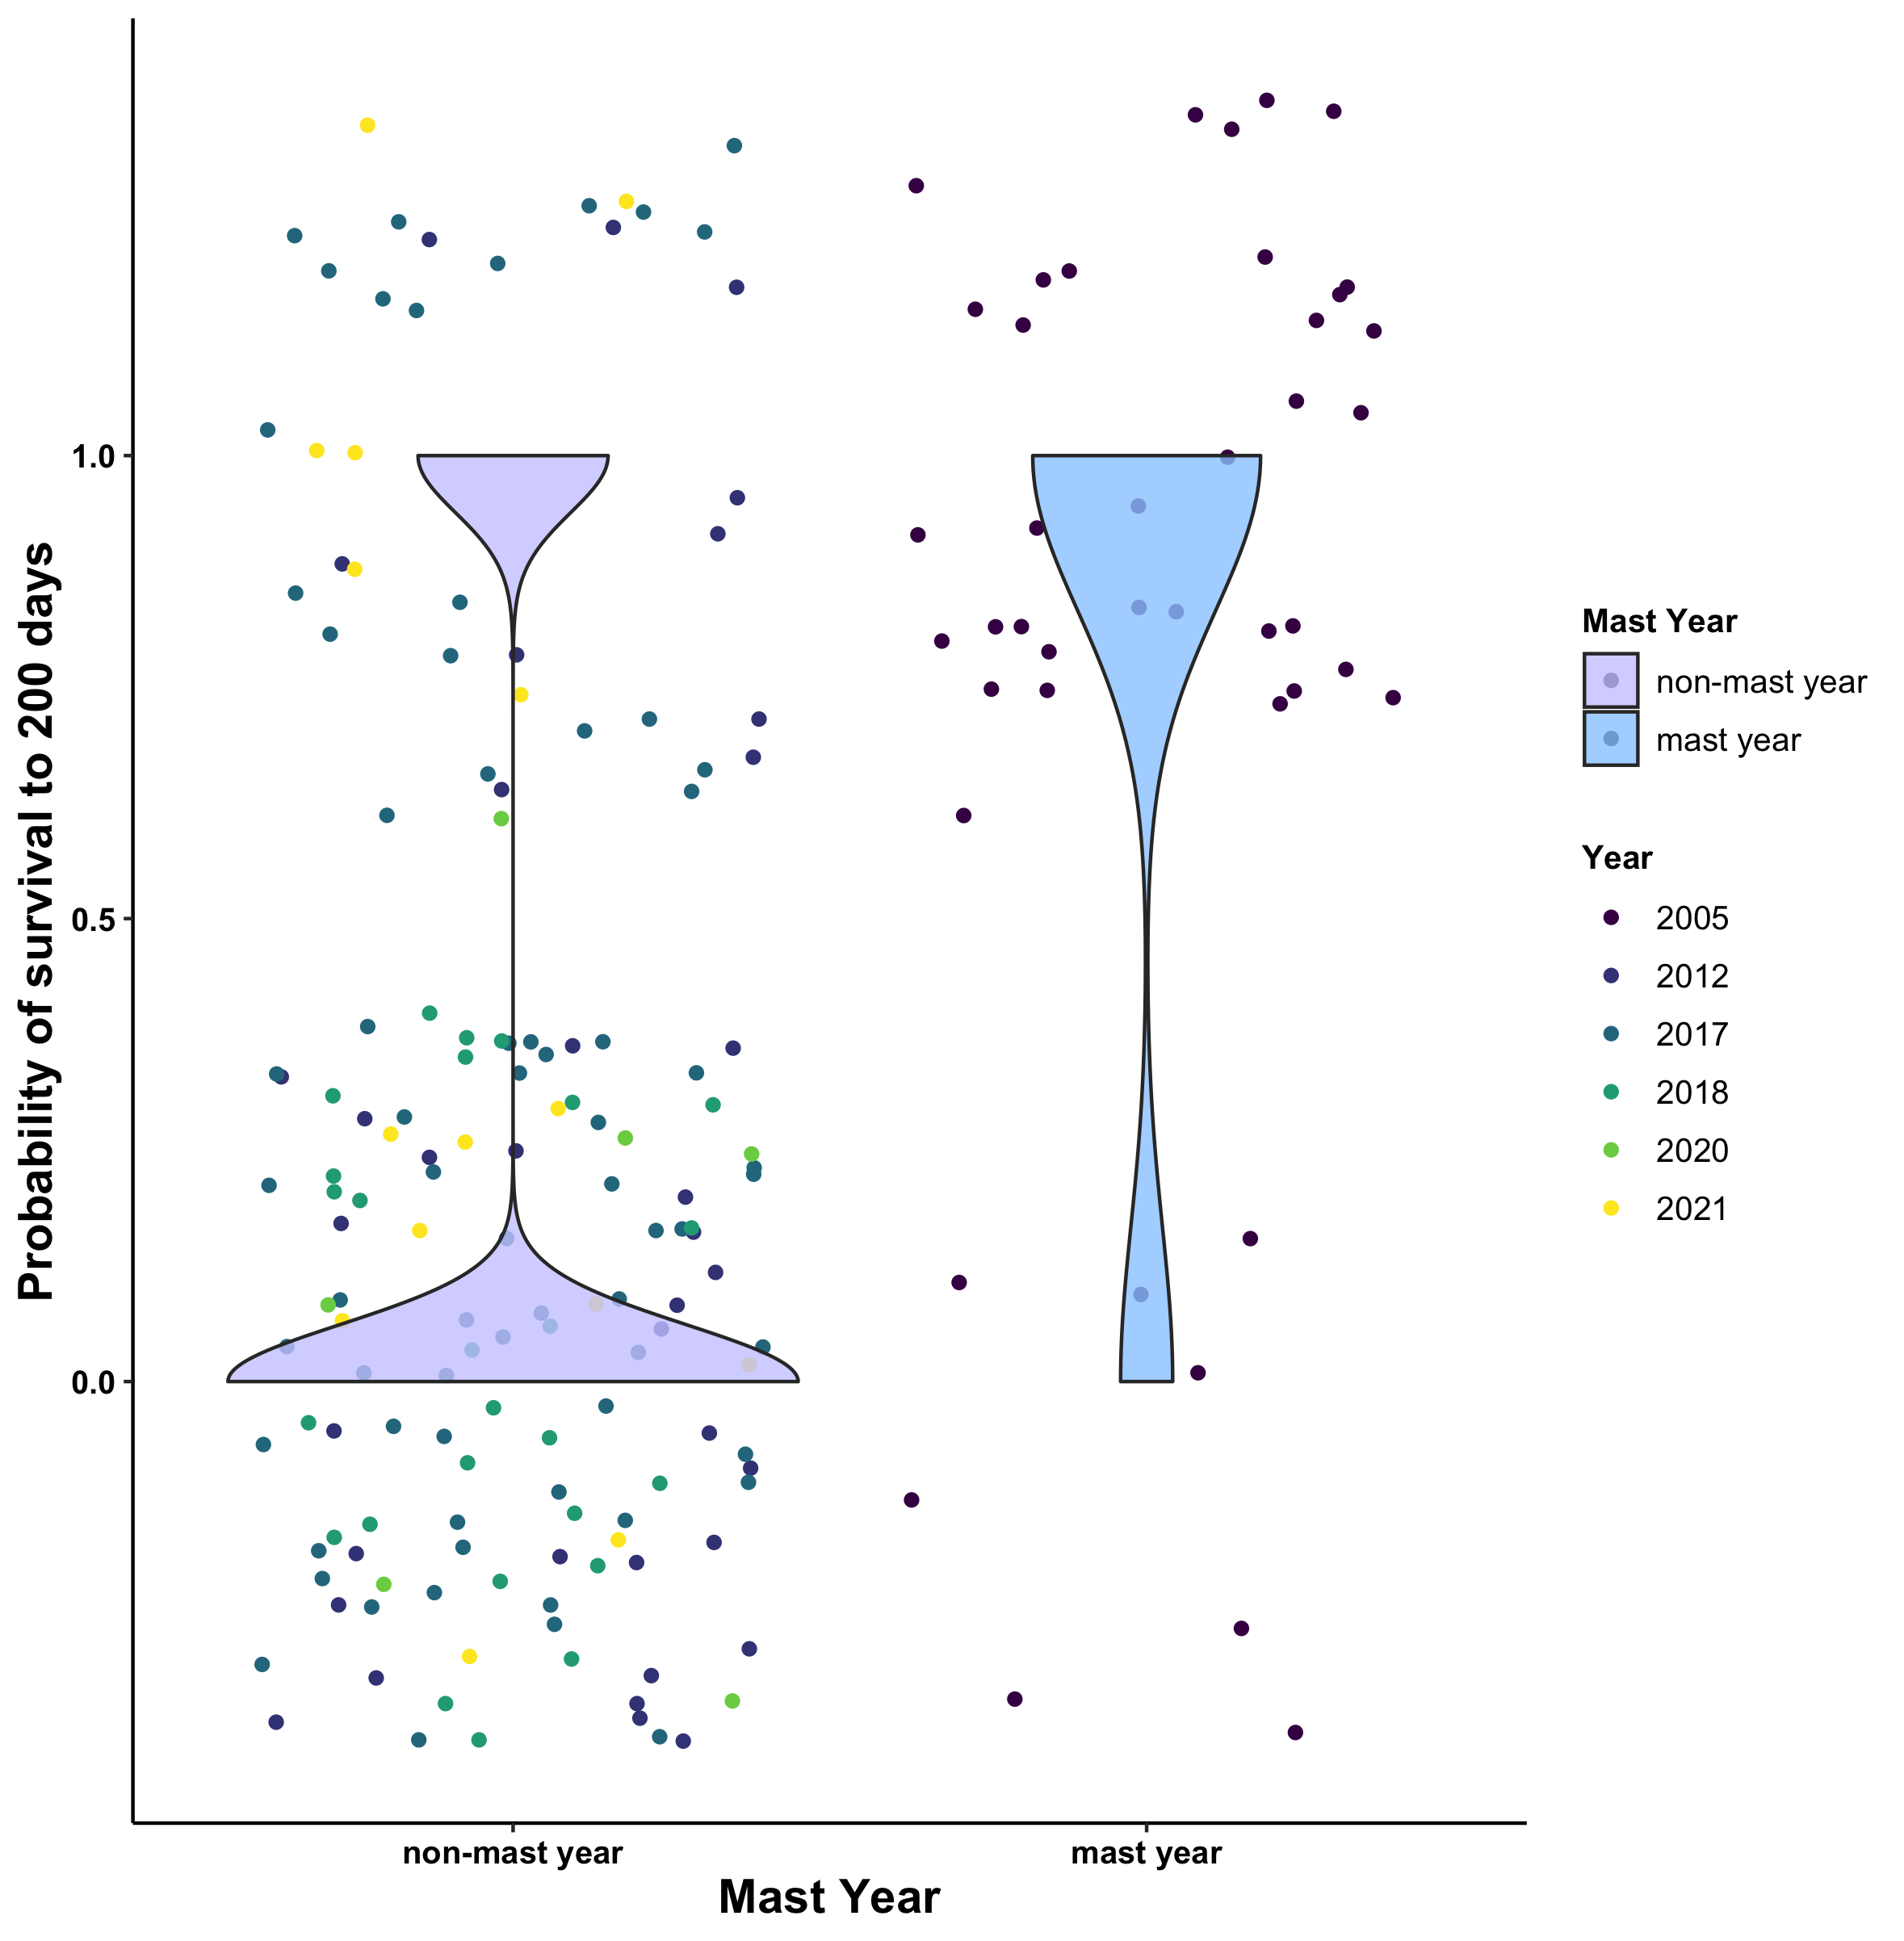 Probability of survival to 200 days
1.0
0.5
0.0
non-mast year
mast year
Mast Year
Mast Year
non-mast year
mast year
Year
2005
2012
2017
2018
2020
2021